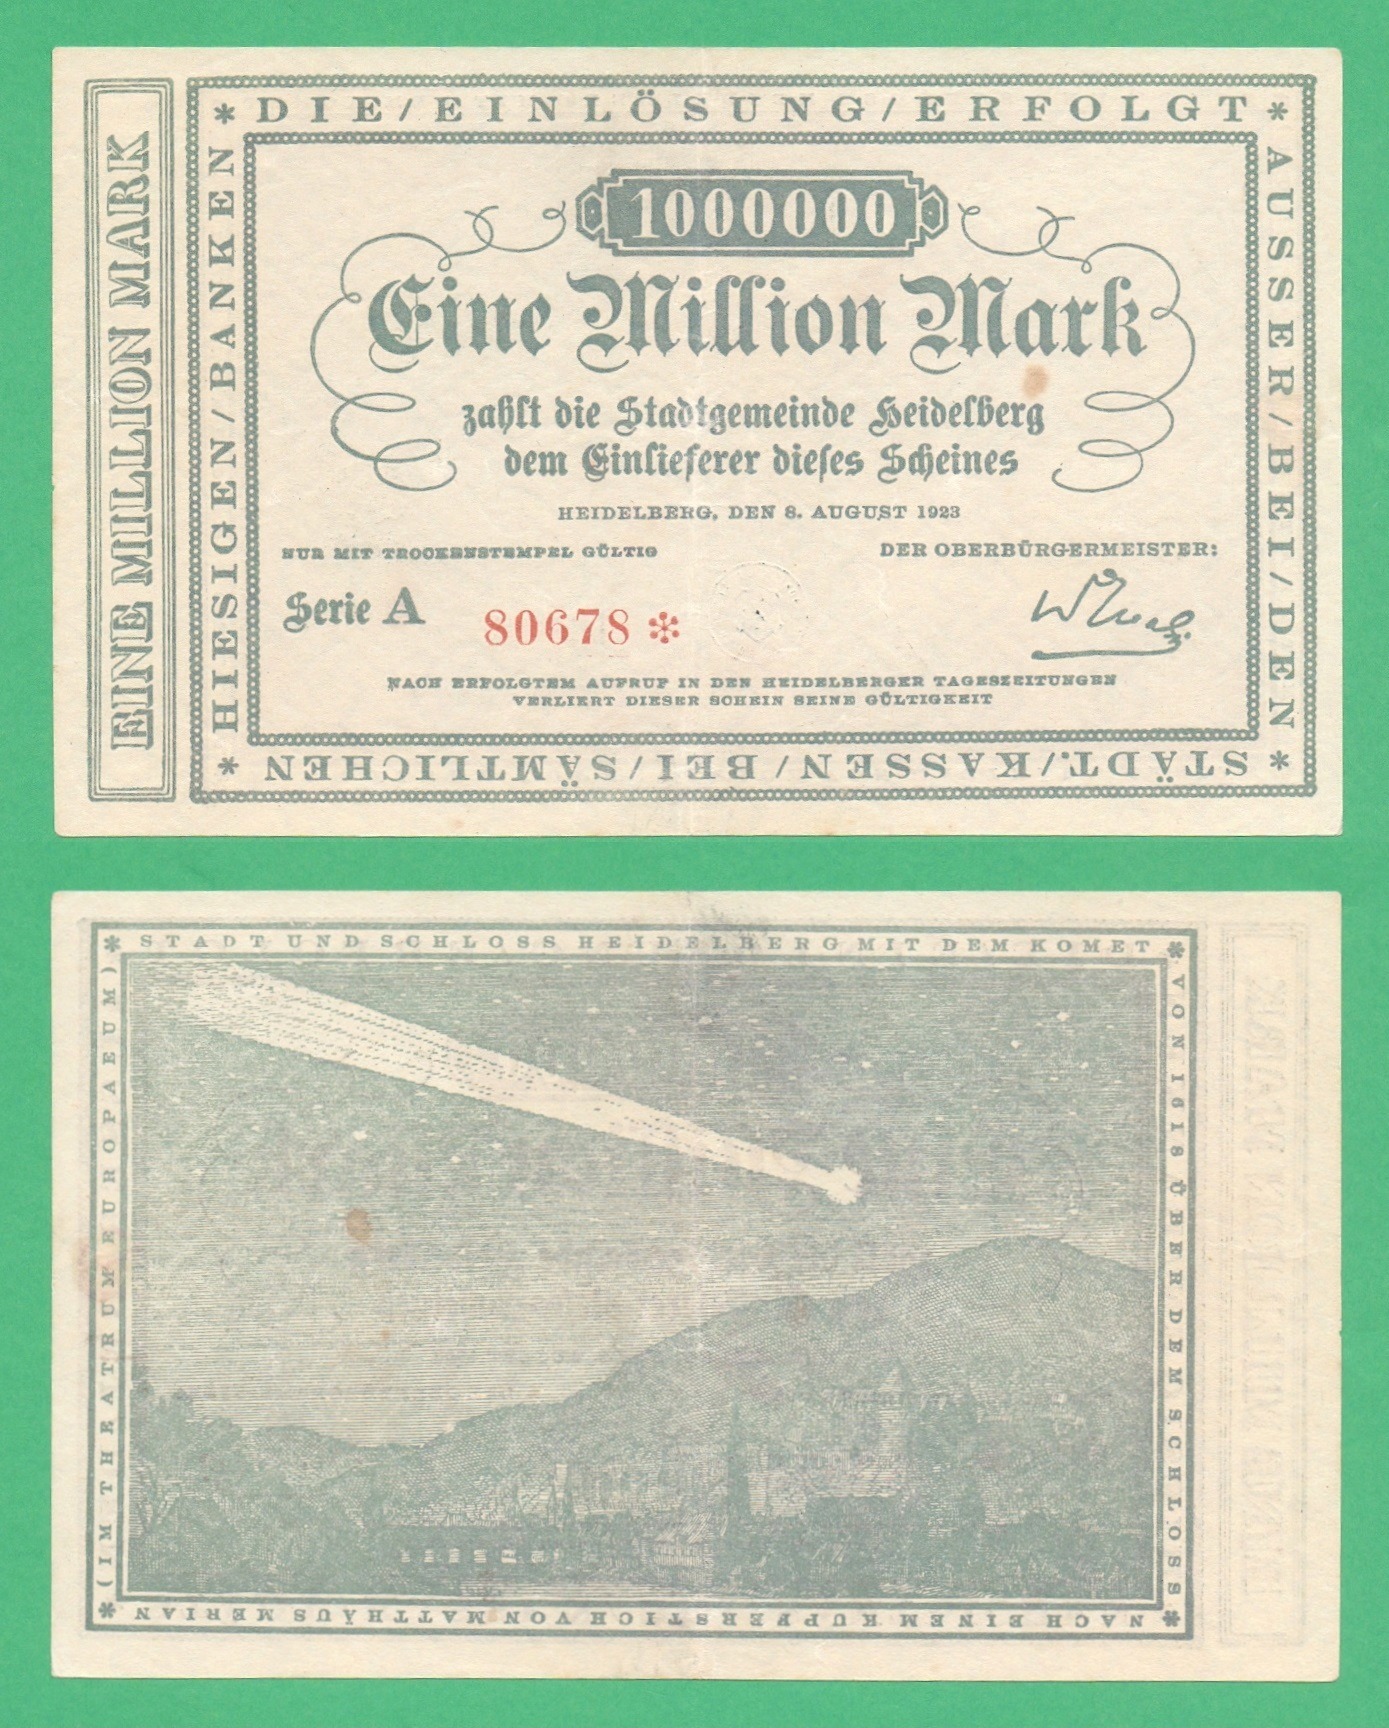 * DIE/EINLÖSUNG/ERFOLGT *
AUSSER/BEI/DEN *
STÄDT./KASSEN/BEI/SÄMTLICHEN *
HIESIGEN/BANKEN
EINE MILLION MARK
1000000
Eine Million Mark
zahlt die Stadtgemeinde Heidelberg
dem Einlieferer dieses Scheines
HEIDELBERG, DEN 8. AUGUST 1923
NUR MIT TROCKENSTEMPEL GÜLTIG
DER OBERBÜRGERMEISTER:
Serie A
80678 *
NACH ERFOLGTEM AUFRUF IN DEN HEIDELBERGER TAGESZEITUNGEN
VERLIERT DIESER SCHEIN SEINE GÜLTIGKEIT
* STADT UND SCHLOSS HEIDELBERG MIT DEM KOMET *
VON 1618 ÜBER DEM SCHLOSS *
NACH EINEM KUPFERSTICH VON MATTHÄUS MERIAN *
(IM THEATRUM EUROPAEUM)